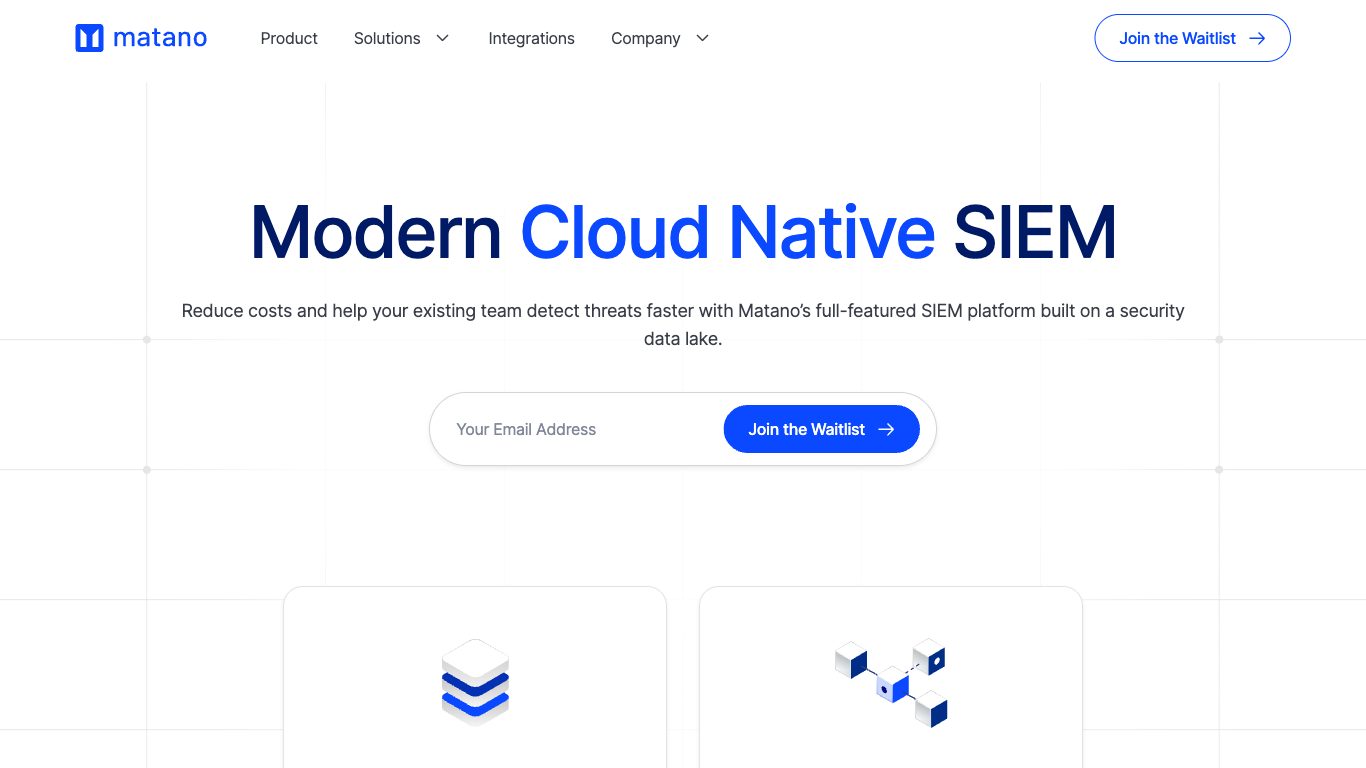 matano
Product
Solutions
Integrations
Company
Join the Waitlist
Modern Cloud Native SIEM
Reduce costs and help your existing team detect threats faster with Matano’s full-featured SIEM platform built on a security
data lake.
Your Email Address
Join the Waitlist